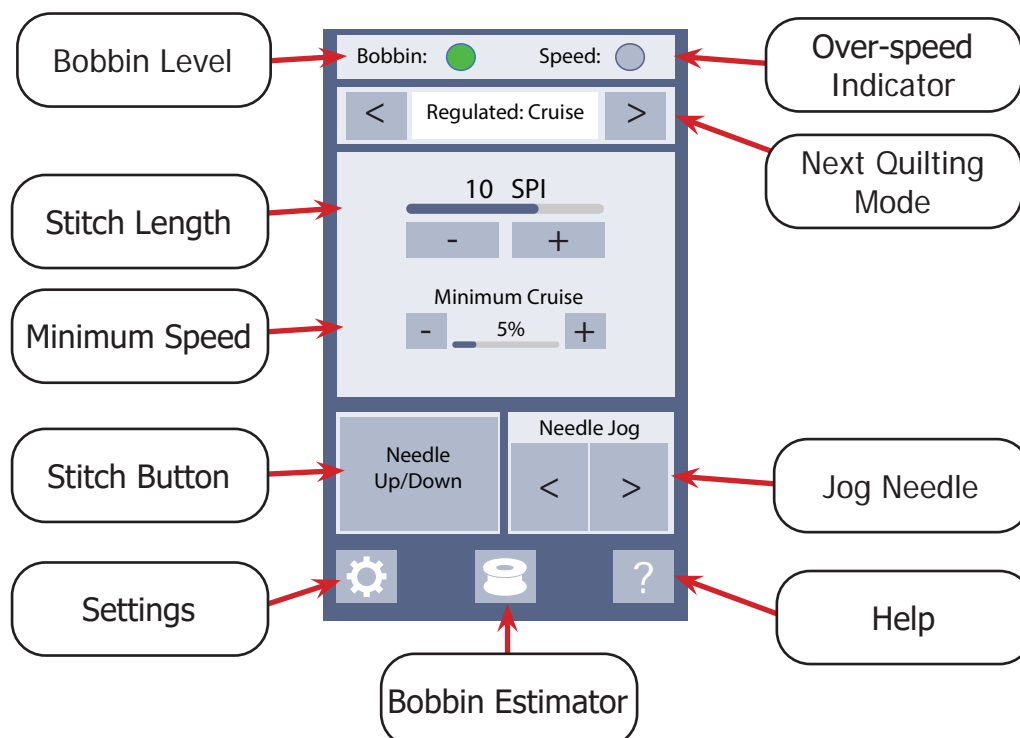 Bobbin Level
Bobbin:
Speed:
Over-speed
Indicator
<
Regulated: Cruise
>
Next Quilting
Mode
10 SPI
- +
Stitch Length
Minimum Cruise
- 5% +
Minimum Speed
Needle
Up/Down
Needle Jog
< >
Stitch Button
Jog Needle
Settings
?
Help
Bobbin Estimator